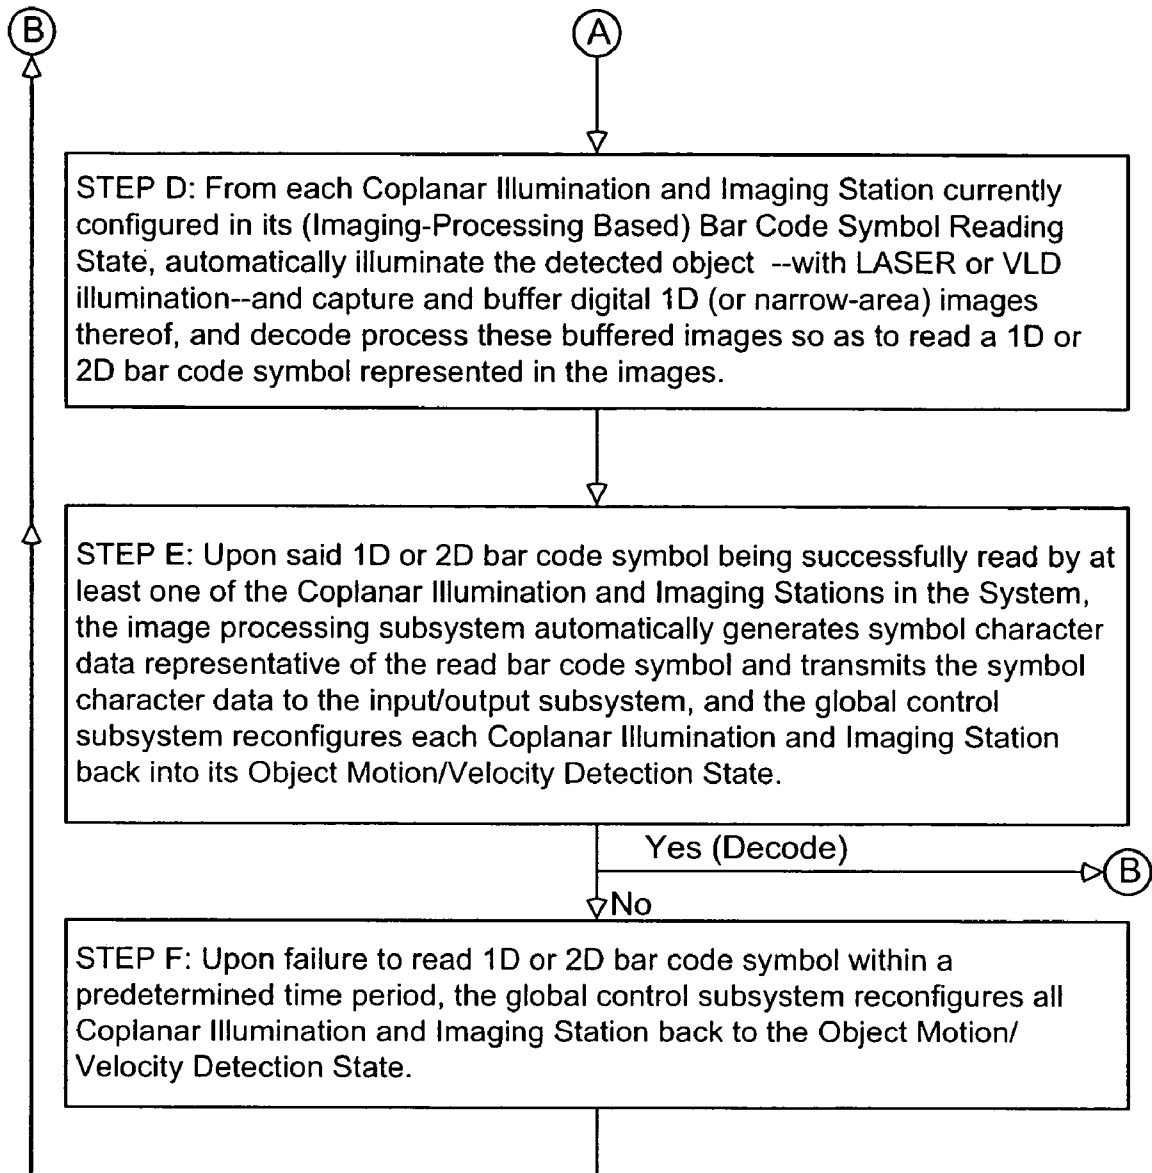 B
A
STEP D: From each Coplanar Illumination and Imaging Station currently
configured in its (Imaging-Processing Based) Bar Code Symbol Reading
State, automatically illuminate the detected object --with LASER or VLD
illumination--and capture and buffer digital 1D (or narrow-area) images
thereof, and decode process these buffered images so as to read a 1D or
2D bar code symbol represented in the images.
STEP E: Upon said 1D or 2D bar code symbol being successfully read by at
least one of the Coplanar Illumination and Imaging Stations in the System,
the image processing subsystem automatically generates symbol character
data representative of the read bar code symbol and transmits the symbol
character data to the input/output subsystem, and the global control
subsystem reconfigures each Coplanar Illumination and Imaging Station
back into its Object Motion/Velocity Detection State.
Yes (Decode)
B
No
STEP F: Upon failure to read 1D or 2D bar code symbol within a
predetermined time period, the global control subsystem reconfigures all
Coplanar Illumination and Imaging Station back to the Object Motion/
Velocity Detection State.